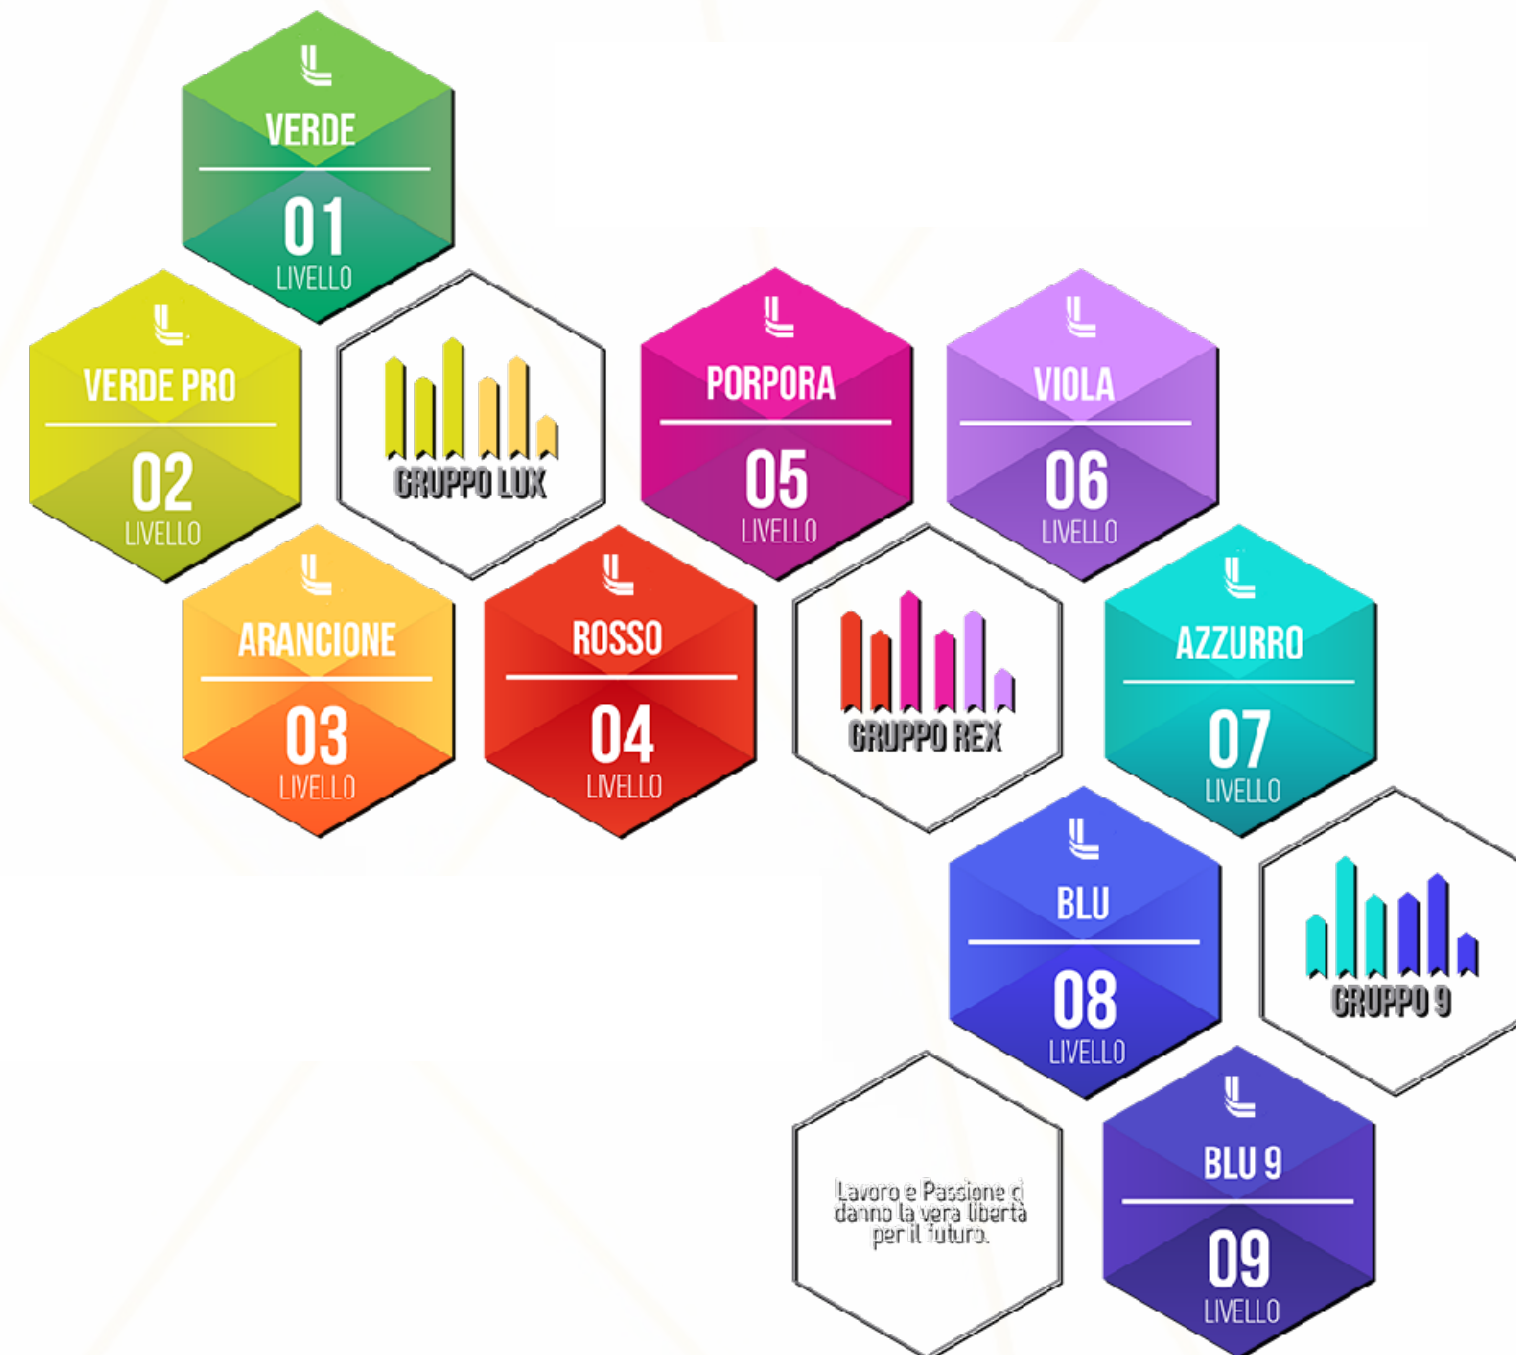 VERDE
01
LIVELLO
VERDE PRO
02
LIVELLO
GRUPPO LUX
PORPORA
05
LIVELLO
VIOLA
06
LIVELLO
ARANCIONE
03
LIVELLO
ROSSO
04
LIVELLO
GRUPPO REX
AZZURRO
07
LIVELLO
BLU
08
LIVELLO
GRUPPO 9
Lavoro e Passione ci
danno la vera libertà
per il futuro.
BLU 9
09
LIVELLO